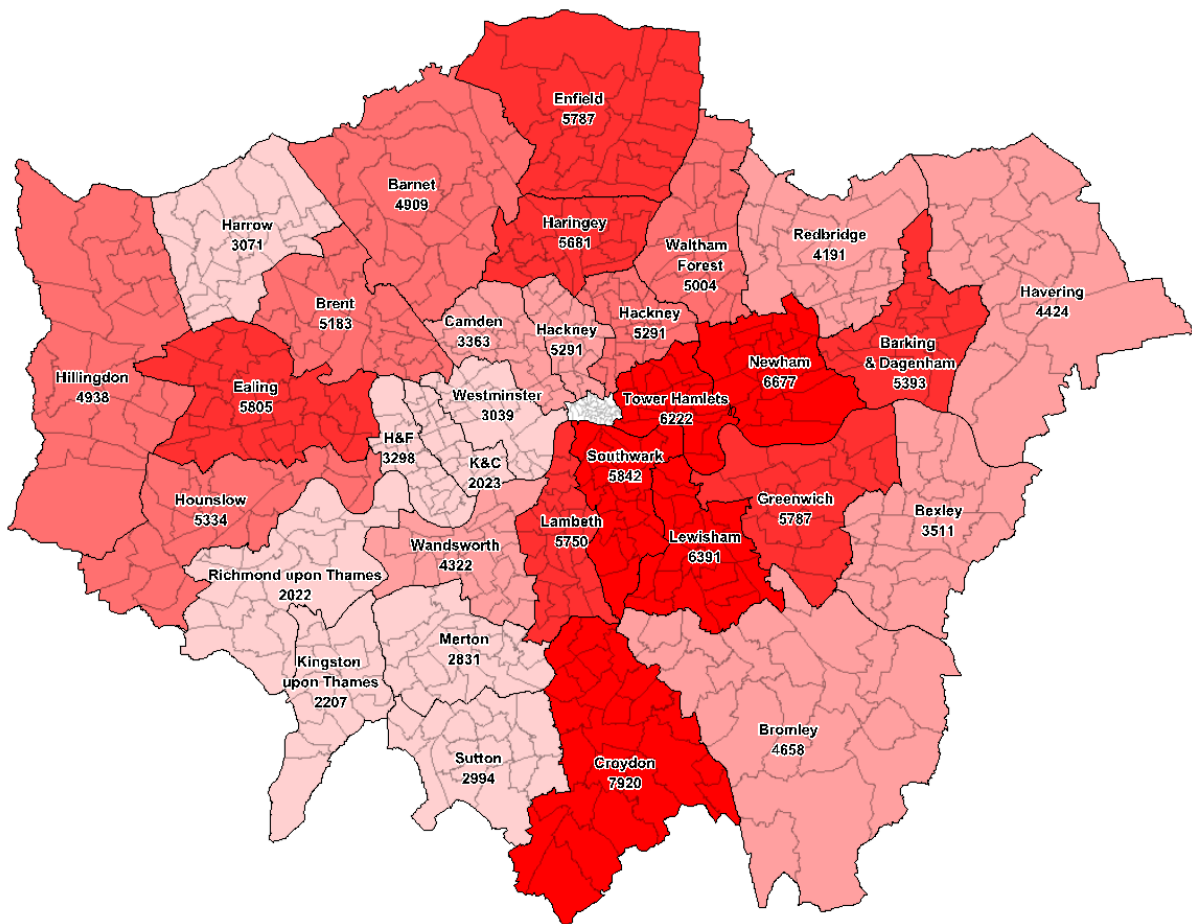 Enfield
5787
Barnet
4909
Haringey
5681
Harrow
3071
Waltham
Forest
5004
Redbridge
4191
Havering
4424
Brent
5183
Camden
3363
Hackney
5291
Hackney
5291
Barking
& Dagenham
5393
Newham
6677
Hillingdon
4938
Ealing
5805
Westminster
3039
Tower Hamlets
6222
H&F
3298
K&C
2023
Southwark
5842
Hounslow
5334
Greenwich
5787
Bexley
3511
Lambeth
5750
Lewisham
6391
Wandsworth
4322
Richmond upon Thames
2022
Merton
2831
Kingston
upon Thames
2207
Bromley
4658
Sutton
2994
Croydon
7920